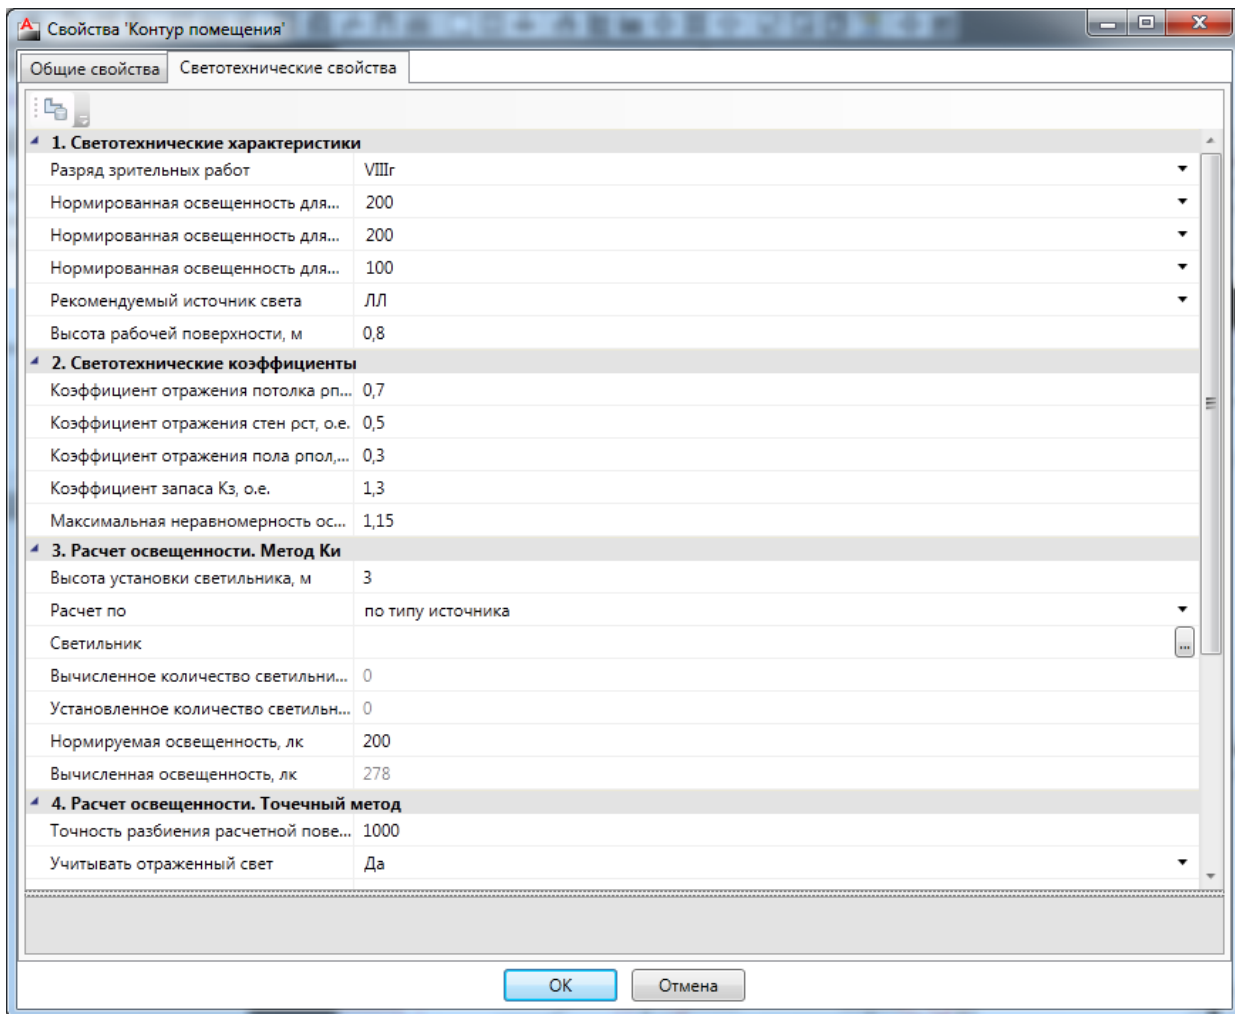 Свойства 'Контур помещения'
Общие свойства Светотехнические свойства
1. Светотехнические характеристики
Разряд зрительных работ VIIIг
Нормированная освещенность для... 200
Нормированная освещенность для... 200
Нормированная освещенность для... 100
Рекомендуемый источник света ЛЛ
Высота рабочей поверхности, м 0,8
2. Светотехнические коэффициенты
Коэффициент отражения потолка ρп... 0,7
Коэффициент отражения стен ρст, о.е. 0,5
Коэффициент отражения пола ρпол,... 0,3
Коэффициент запаса Кз, о.е. 1,3
Максимальная неравномерность ос... 1,15
3. Расчет освещенности. Метод Ки
Высота установки светильника, м 3
Расчет по по типу источника
Светильник ...
Вычисленное количество светильни... 0
Установленное количество светильн... 0
Нормируемая освещенность, лк 200
Вычисленная освещенность, лк 278
4. Расчет освещенности. Точечный метод
Точность разбиения расчетной пове... 1000
Учитывать отраженный свет Да
ОК Отмена